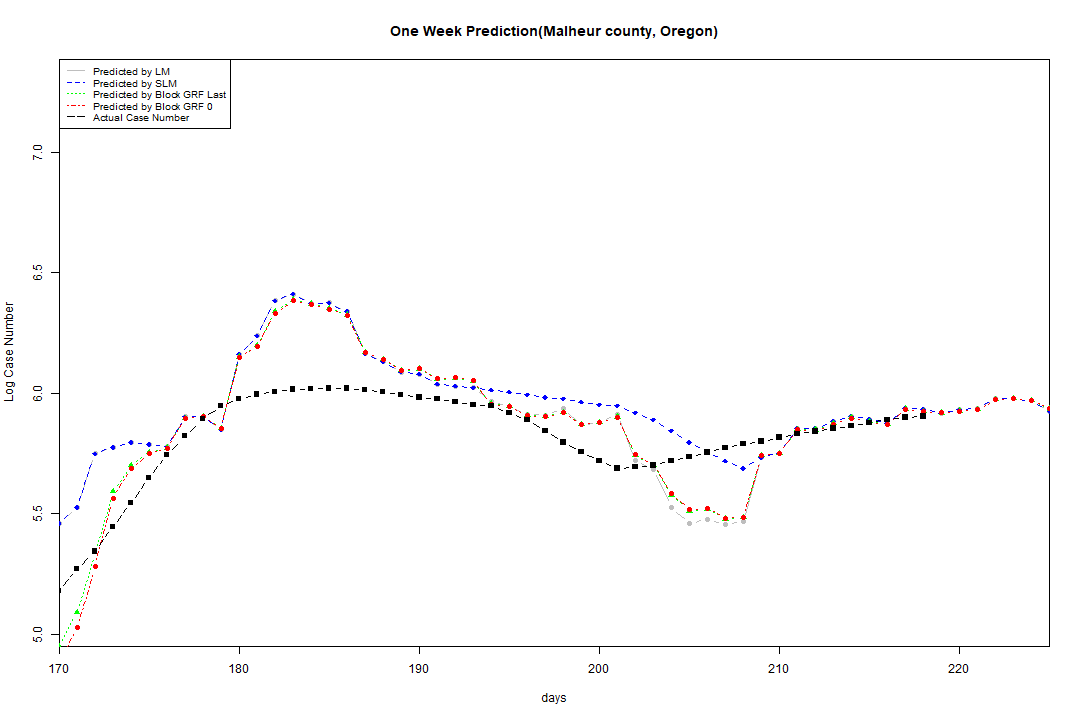 One Week Prediction(Malheur county, Oregon)
Predicted by LM
Predicted by SLM
Predicted by Block GRF Last
Predicted by Block GRF 0
Actual Case Number
Log Case Number
7.0
6.5
6.0
5.5
5.0
170 180 190 200 210 220
days